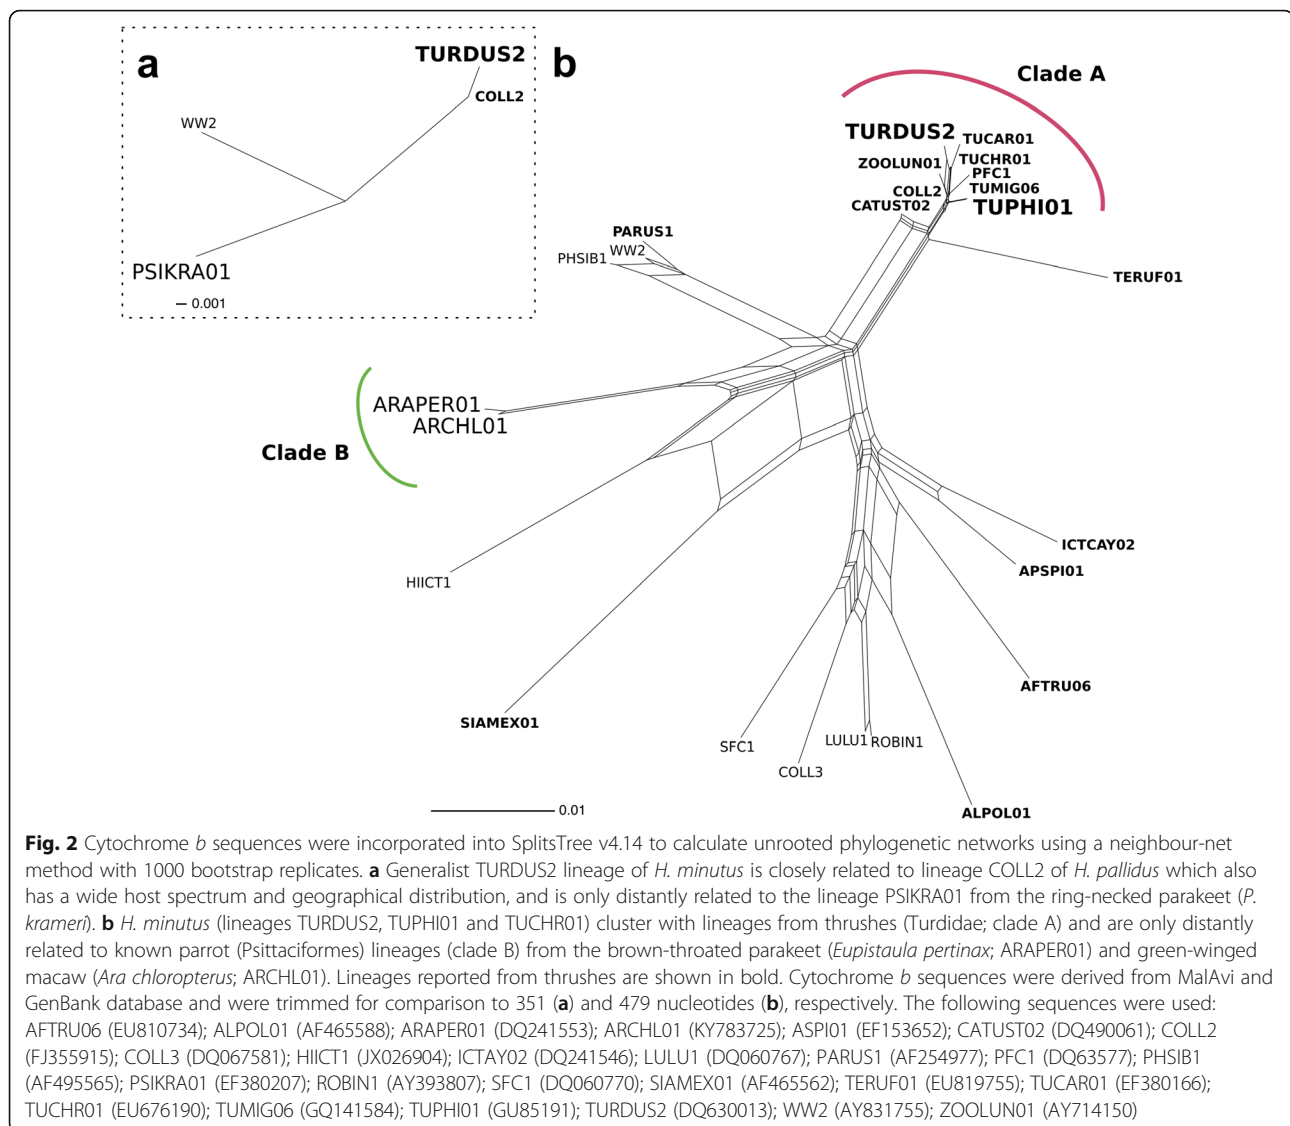 a
TURDUS2
COLL2
WW2
PSIKRA01
0.001
b
Clade A
TURDUS2
TUCAR01
ZOOLUN01
TUCHR01
PFC1
COLL2
TUMIG06
CATUST02
TUPHI01
PARUS1
WW2
PHSIB1
TERUF01
ARAPER01
ARCHL01
Clade B
ICTCAY02
APSPI01
HIICT1
AFTRU06
SIAMEX01
SFC1
LULU1
ROBIN1
COLL3
0.01
ALPOL01
Fig. 2 Cytochrome b sequences were incorporated into SplitsTree v4.14 to calculate unrooted phylogenetic networks using a neighbour-net
method with 1000 bootstrap replicates. a Generalist TURDUS2 lineage of H. minutus is closely related to lineage COLL2 of H. pallidus which also
has a wide host spectrum and geographical distribution, and is only distantly related to the lineage PSIKRA01 from the ring-necked parakeet (P.
krameri). b H. minutus (lineages TURDUS2, TUPHI01 and TUCHR01) cluster with lineages from thrushes (Turdidae; clade A) and are only distantly
related to known parrot (Psittaciformes) lineages (clade B) from the brown-throated parakeet (Eupistaula pertinax; ARAPER01) and green-winged
macaw (Ara chloropterus; ARCHL01). Lineages reported from thrushes are shown in bold. Cytochrome b sequences were derived from MalAvi and
GenBank database and were trimmed for comparison to 351 (a) and 479 nucleotides (b), respectively. The following sequences were used:
AFTRU06 (EU810734); ALPOL01 (AF465588); ARAPER01 (DQ241553); ARCHL01 (KY783725); ASPI01 (EF153652); CATUST02 (DQ490061); COLL2
(FJ355915); COLL3 (DQ067581); HIICT1 (JX026904); ICTAY02 (DQ241546); LULU1 (DQ060767); PARUS1 (AF254977); PFC1 (DQ63577); PHSIB1
(AF495565); PSIKRA01 (EF380207); ROBIN1 (AY393807); SFC1 (DQ060770); SIAMEX01 (AF465562); TERUF01 (EU819755); TUCAR01 (EF380166);
TUCHR01 (EU676190); TUMIG06 (GQ141584); TUPHI01 (GU85191); TURDUS2 (DQ630013); WW2 (AY831755); ZOOLUN01 (AY714150)